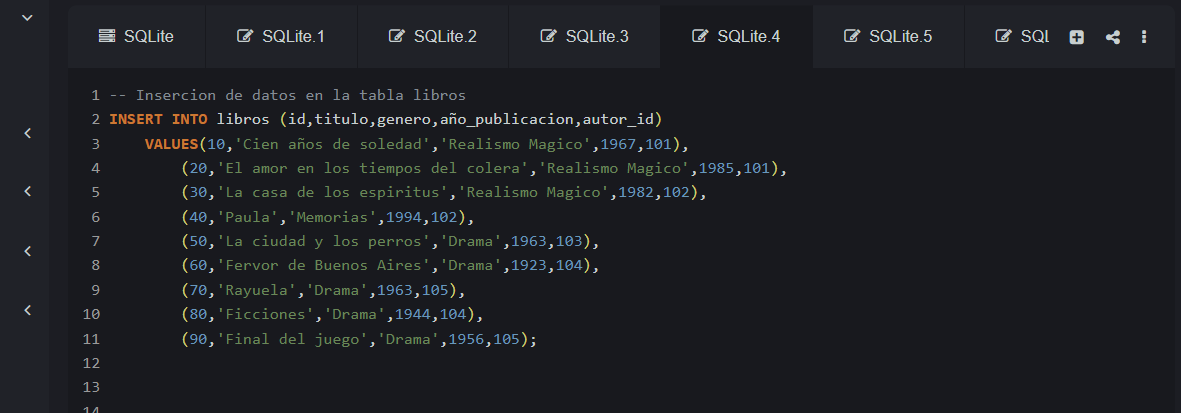 SQLite SQLite.1 SQLite.2 SQLite.3 SQLite.4 SQLite.5 SQL
1 -- Insercion de datos en la tabla libros
2 INSERT INTO libros (id,titulo,genero,año_publicacion,autor_id)
3 VALUES(10,'Cien años de soledad','Realismo Magico',1967,101),
4 (20,'El amor en los tiempos del colera','Realismo Magico',1985,101),
5 (30,'La casa de los espiritus','Realismo Magico',1982,102),
6 (40,'Paula','Memorias',1994,102),
7 (50,'La ciudad y los perros','Drama',1963,103),
8 (60,'Fervor de Buenos Aires','Drama',1923,104),
9 (70,'Rayuela','Drama',1963,105),
10 (80,'Ficciones','Drama',1944,104),
11 (90,'Final del juego','Drama',1956,105);
12
13
14